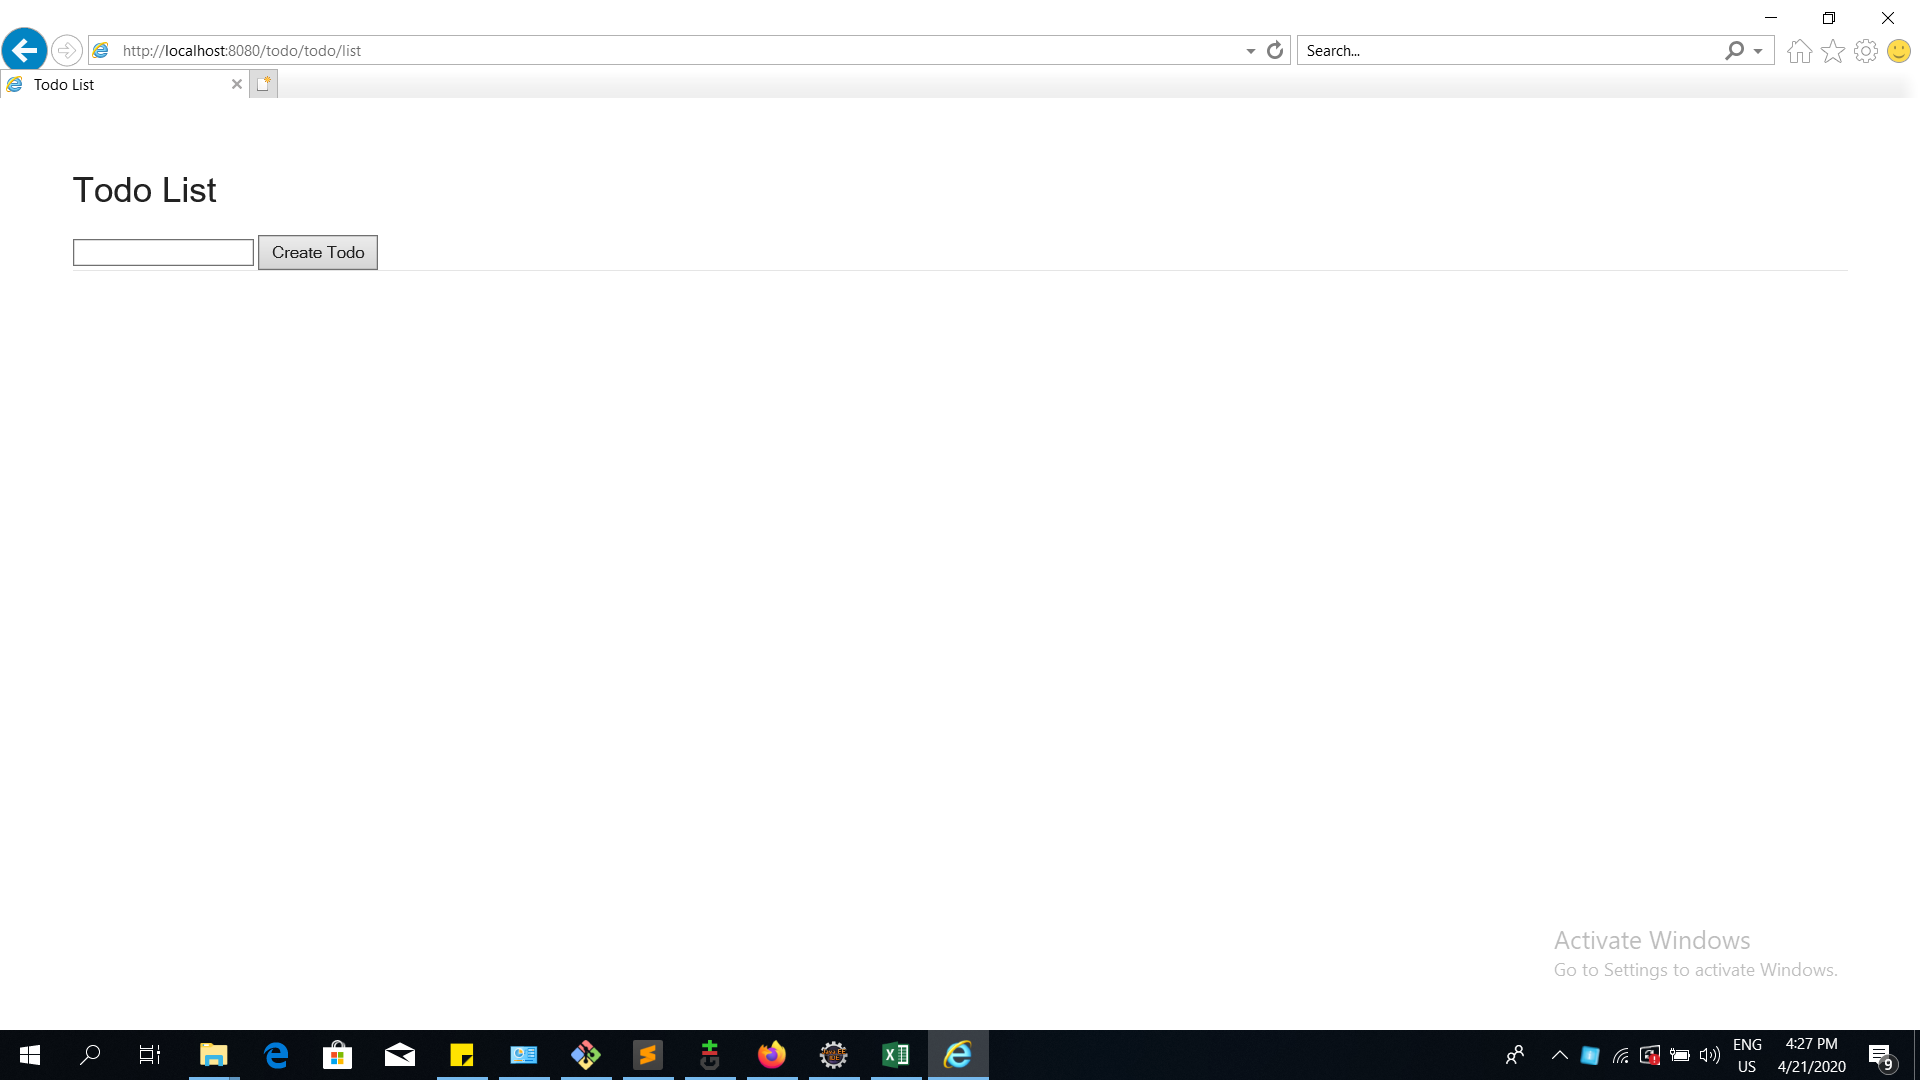 http://localhost:8080/todo/todo/list
Search...
Todo List
Todo List
Create Todo
Activate Windows
Go to Settings to activate Windows.
ENG
US
4:27 PM
4/21/2020
9